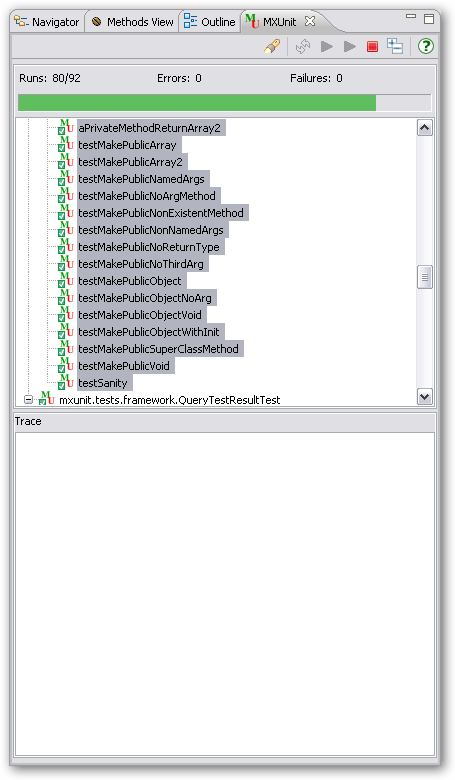 Navigator Methods View Outline MXUnit
Runs: 80/92 Errors: 0 Failures: 0
aPrivateMethodReturnArray2
testMakePublicArray
testMakePublicArray2
testMakePublicNamedArgs
testMakePublicNoArgMethod
testMakePublicNonExistentMethod
testMakePublicNonNamedArgs
testMakePublicNoReturnType
testMakePublicNoThirdArg
testMakePublicObject
testMakePublicObjectNoArg
testMakePublicObjectVoid
testMakePublicObjectWithInit
testMakePublicSuperClassMethod
testMakePublicVoid
testSanity
mxunit.tests.framework.QueryTestResultTest
Trace